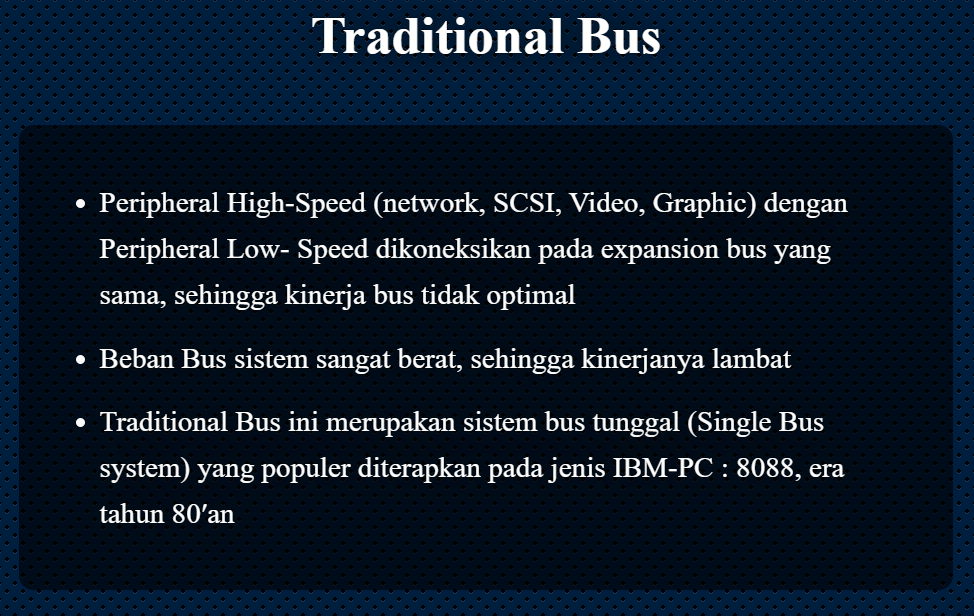 Traditional Bus
• Peripheral High-Speed (network, SCSI, Video, Graphic) dengan
Peripheral Low- Speed dikoneksikan pada expansion bus yang
sama, sehingga kinerja bus tidak optimal
• Beban Bus sistem sangat berat, sehingga kinerjanya lambat
• Traditional Bus ini merupakan sistem bus tunggal (Single Bus
system) yang populer diterapkan pada jenis IBM-PC : 8088, era
tahun 80′an